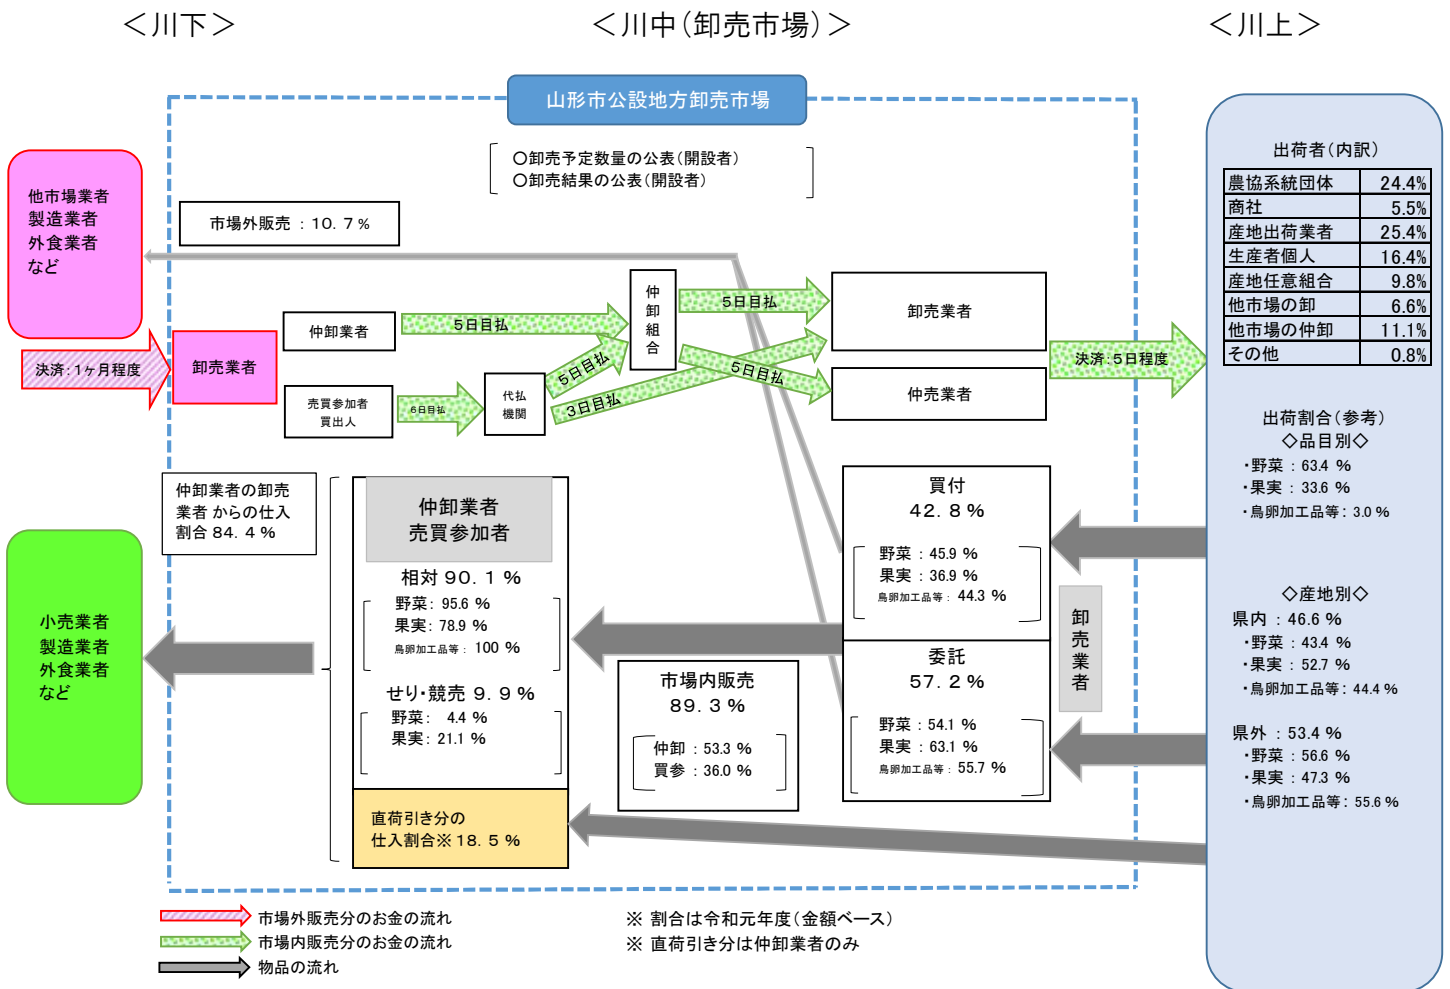 ＜川下＞
＜川中（卸売市場）＞
＜川上＞
山形市公設地方卸売市場
○卸売予定数量の公表（開設者）
○卸売結果の公表（開設者）
他市場業者
製造業者
外食業者
など
市場外販売 ：１０．７％
決済：１ヶ月程度
卸売業者
仲卸業者
５日目払
売買参加者
買出人
６日目払
代払
機関
５日目払
３日目払
仲卸組合
５日目払
５日目払
卸売業者
仲売業者
決済：５日程度
出荷者（内訳）
農協系統団体 24.4%
商社 5.5%
産地出荷業者 25.4%
生産者個人 16.4%
産地任意組合 9.8%
他市場の卸 6.6%
他市場の仲卸 11.1%
その他 0.8%
出荷割合（参考）
◇品目別◇
・野菜 ： 63.4 %
・果実 ： 33.6 %
・鳥卵加工品等： 3.0 %
◇産地別◇
県内 ： 46.6 %
・野菜 ： 43.4 %
・果実 ： 52.7 %
・鳥卵加工品等： 44.4 %
県外 ： 53.4 %
・野菜 ： 56.6 %
・果実 ： 47.3 %
・鳥卵加工品等： 55.6 %
仲卸業者の卸売
業者 からの仕入
割合 ８４．４％
小売業者
製造業者
外食業者
など
仲卸業者
売買参加者
相対 ９０．１％
野菜： 95.6 %
果実： 78.9 %
鳥卵加工品等 ： 100 %
せり・競売 ９．９％
野菜： 4.4 %
果実： 21.1 %
直荷引き分の
仕入割合※ １８．５％
市場内販売
８９．３％
仲卸 ： 53.3 %
買参 ： 36.0 %
買付
４２．８％
野菜 ： 45.9 %
果実 ： 36.9 %
鳥卵加工品等 ： 44.3 %
委託
５７．２％
野菜 ： 54.1 %
果実 ： 63.1 %
鳥卵加工品等 ： 55.7 %
卸売業者
市場外販売分のお金の流れ
市場内販売分のお金の流れ
物品の流れ
※ 割合は令和元年度（金額ベース）
※ 直荷引き分は仲卸業者のみ